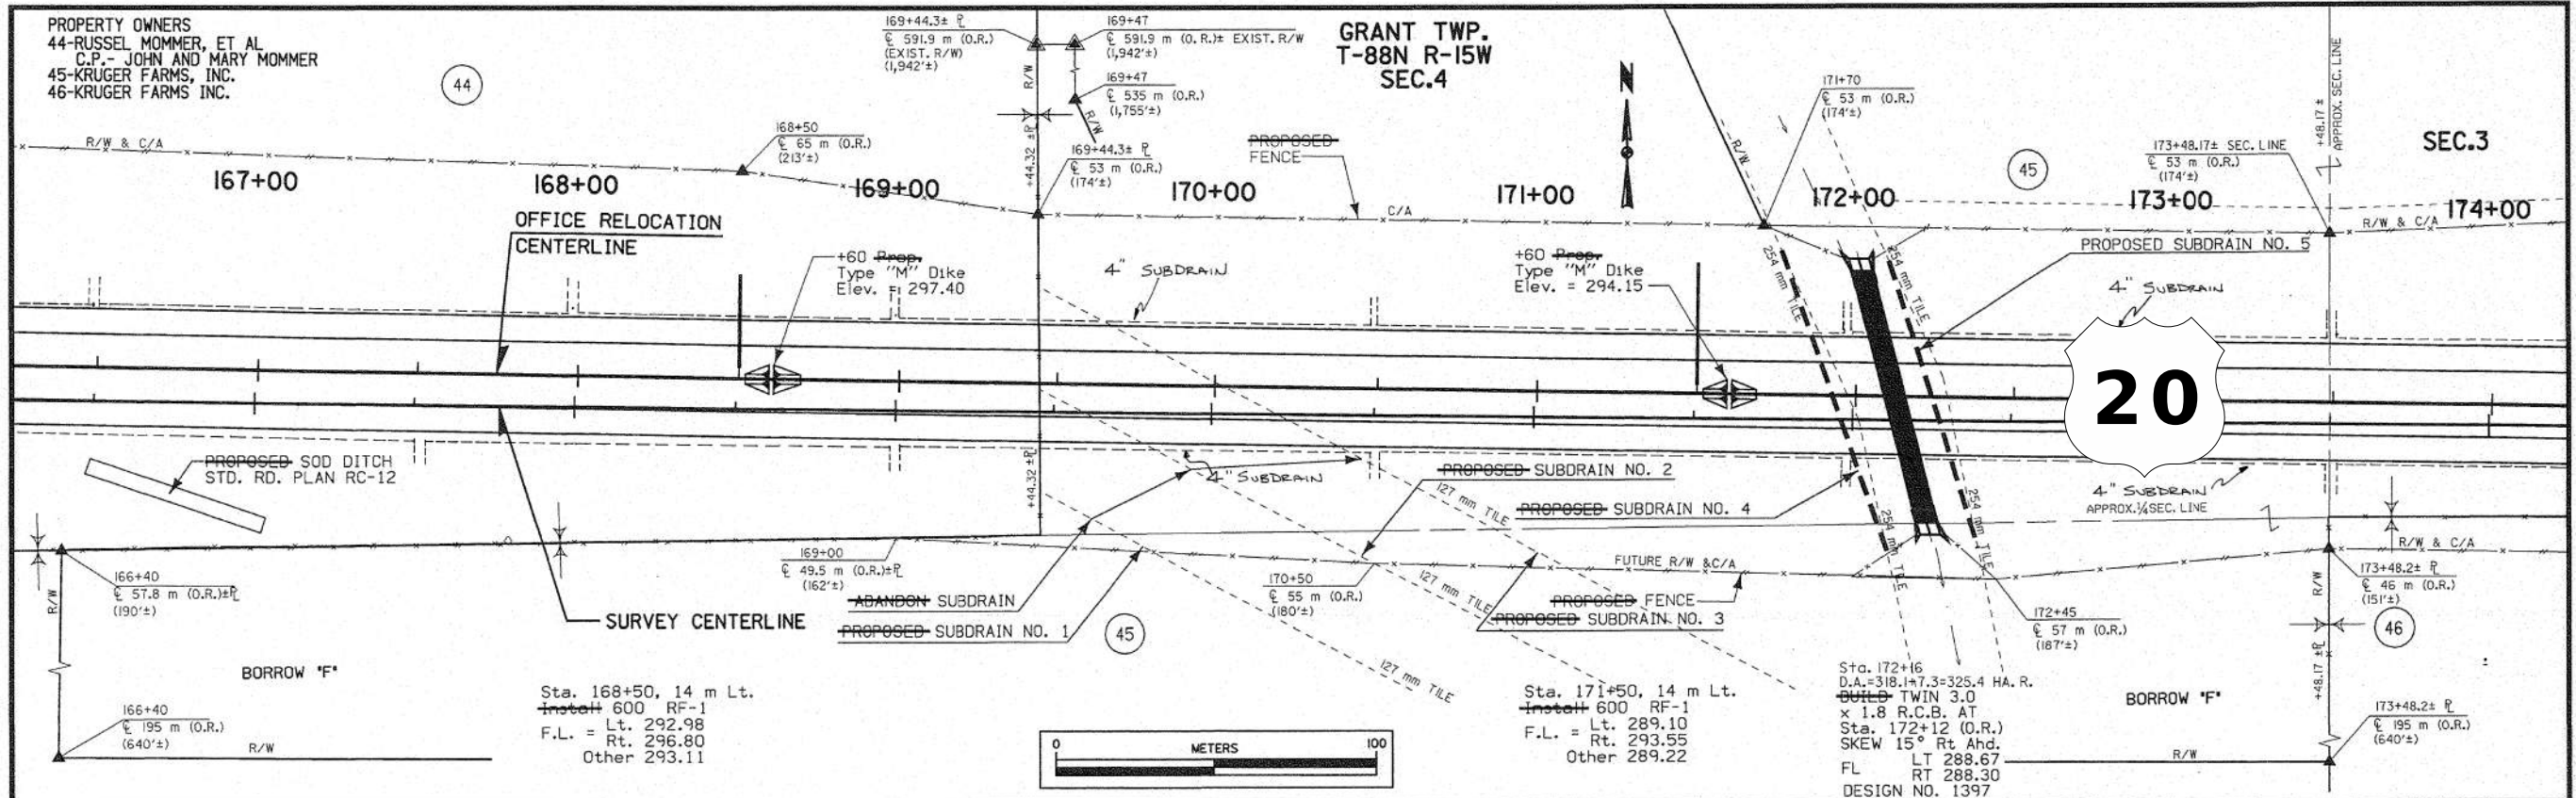 PROPERTY OWNERS
44-RUSSEL MOMMER, ET AL
C.P.- JOHN AND MARY MOMMER
45-KRUGER FARMS, INC.
46-KRUGER FARMS INC.
44
169+44.3± ⅊
℄ 591.9 m (O.R.)
(EXIST. R/W)
(1,942'±)
169+47
℄ 591.9 m (O.R.)± EXIST. R/W
(1,942'±)
169+47
℄ 535 m (O.R.)
(1,755'±)
R/W
R/W
+44.32 ±⅊
GRANT TWP.
T-88N R-15W
SEC.4
N
171+70
℄ 53 m (O.R.)
(174'±)
R/W
+48.17 ±
APPROX. SEC. LINE
SEC.3
R/W & C/A
168+50
℄ 65 m (O.R.)
(213'±)
169+44.3± ⅊
℄ 53 m (O.R.)
(174'±)
PROPOSED
FENCE
C/A
45
173+48.17± SEC. LINE
℄ 53 m (O.R.)
(174'±)
R/W & C/A
167+00
168+00
169+00
170+00
171+00
172+00
173+00
174+00
OFFICE RELOCATION
CENTERLINE
+60 Prop.
Type "M" Dike
Elev. = 297.40
4" SUBDRAIN
+60 Prop.
Type "M" Dike
Elev. = 294.15
254 mm TILE
254 mm TILE
PROPOSED SUBDRAIN NO. 5
4" SUBDRAIN
20
PROPOSED SOD DITCH
STD. RD. PLAN RC-12
+44.32 ±⅊
4" SUBDRAIN
PROPOSED SUBDRAIN NO. 2
127 mm TILE
PROPOSED SUBDRAIN NO. 4
254 mm TILE
254 mm TILE
4" SUBDRAIN
APPROX.¼SEC. LINE
R/W & C/A
166+40
℄ 57.8 m (O.R.)±⅊
(190'±)
R/W
169+00
℄ 49.5 m (O.R.)±⅊
(162'±)
ABANDON SUBDRAIN
PROPOSED SUBDRAIN NO. 1
SURVEY CENTERLINE
45
170+50
℄ 55 m (O.R.)
(180'±)
127 mm TILE
127 mm TILE
FUTURE R/W &C/A
PROPOSED FENCE
PROPOSED SUBDRAIN NO. 3
172+45
℄ 57 m (O.R.)
(187'±)
173+48.2± ⅊
℄ 46 m (O.R.)
(151'±)
R/W
46
+48.17 ±⅊
BORROW "F"
166+40
℄ 195 m (O.R.)
(640'±)
R/W
Sta. 168+50, 14 m Lt.
Install 600 RF-1
F.L. = Lt. 292.98
Rt. 296.80
Other 293.11
0 METERS 100
Sta. 171+50, 14 m Lt.
Install 600 RF-1
F.L. = Lt. 289.10
Rt. 293.55
Other 289.22
Sta. 172+16
D.A.=318.1+7.3=325.4 HA. R.
BUILD TWIN 3.0
x 1.8 R.C.B. AT
Sta. 172+12 (O.R.)
SKEW 15° Rt Ahd.
FL LT 288.67
RT 288.30
DESIGN NO. 1397
BORROW "F"
R/W
173+48.2± ⅊
℄ 195 m (O.R.)
(640'±)